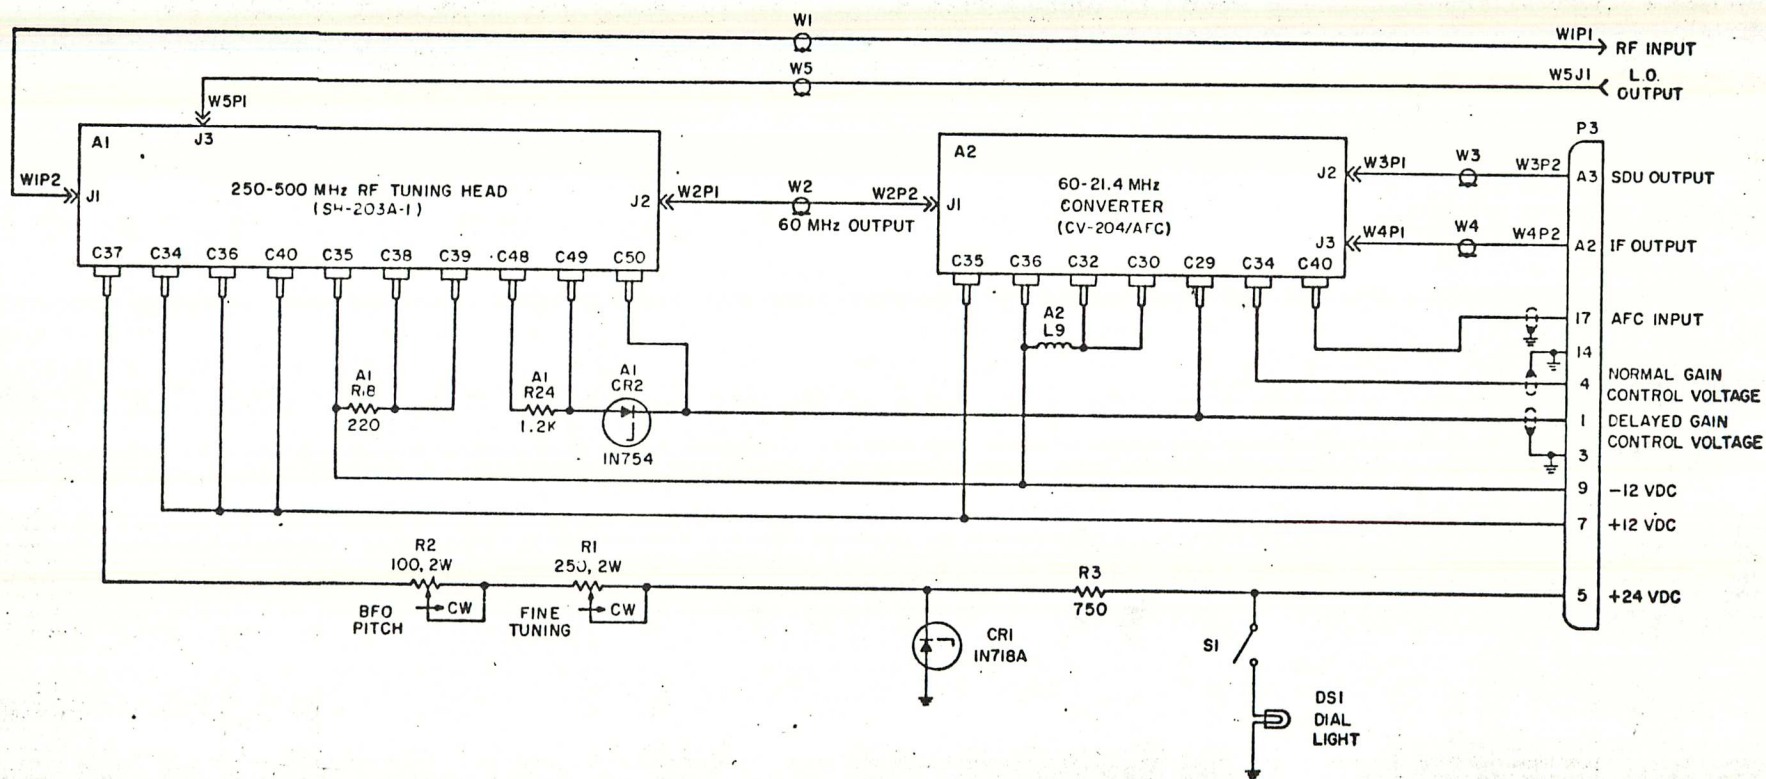 W1
W1P1
RF INPUT
W5
W5J1
L.O.
OUTPUT
W5P1
P3
A1
J3
A2
W1P2
J1
250-500 MHz RF TUNING HEAD
(SH-203A-1)
J2
W2P1
W2
W2P2
60 MHz OUTPUT
J1
60-21.4 MHz
CONVERTER
(CV-204/AFC)
J2
W3P1
W3
W3P2
A3
SDU OUTPUT
J3
W4P1
W4
W4P2
A2
IF OUTPUT
C37
C34
C36
C40
C35
C38
C39
C48
C49
C50
C35
C36
C32
C30
C29
C34
C40
A2
L9
17
AFC INPUT
14
4
NORMAL GAIN
CONTROL VOLTAGE
A1
R18
220
A1
R24
1.2K
A1
CR2
IN754
1
DELAYED GAIN
CONTROL VOLTAGE
3
9
-12 VDC
7
+12 VDC
R2
100, 2W
CW
BFO
PITCH
R1
250, 2W
CW
FINE
TUNING
R3
750
5
+24 VDC
CR1
IN718A
S1
DS1
DIAL
LIGHT